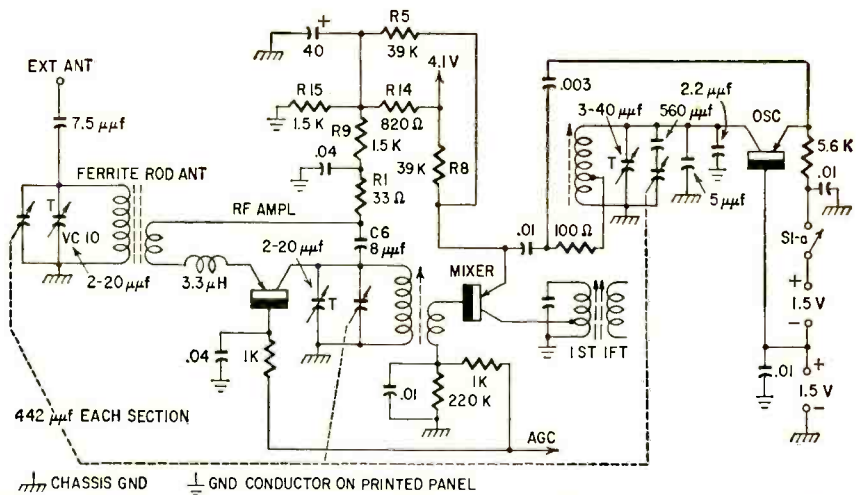 R5
39 K
+
40
EXT ANT
4.1V
.003
R15
1.5 K
R14
820 Ω
2.2 μμf
3-40 μμf
560 μμf
OSC
7.5 μμf
R9
1.5 K
.04
39 K
R8
T
5.6 K
.01
FERRITE ROD ANT
R1
33 Ω
5 μμf
RF AMPL
C6
8 μμf
.01
100 Ω
S1-a
T
VC 10
2-20 μμf
2-20 μμf
T
MIXER
3.3 μH
+
1.5 V
-
1ST IFT
.04
1K
.01
1K
220 K
.01
+
1.5 V
-
442 μμf EACH SECTION
AGC
CHASSIS GND
GND CONDUCTOR ON PRINTED PANEL